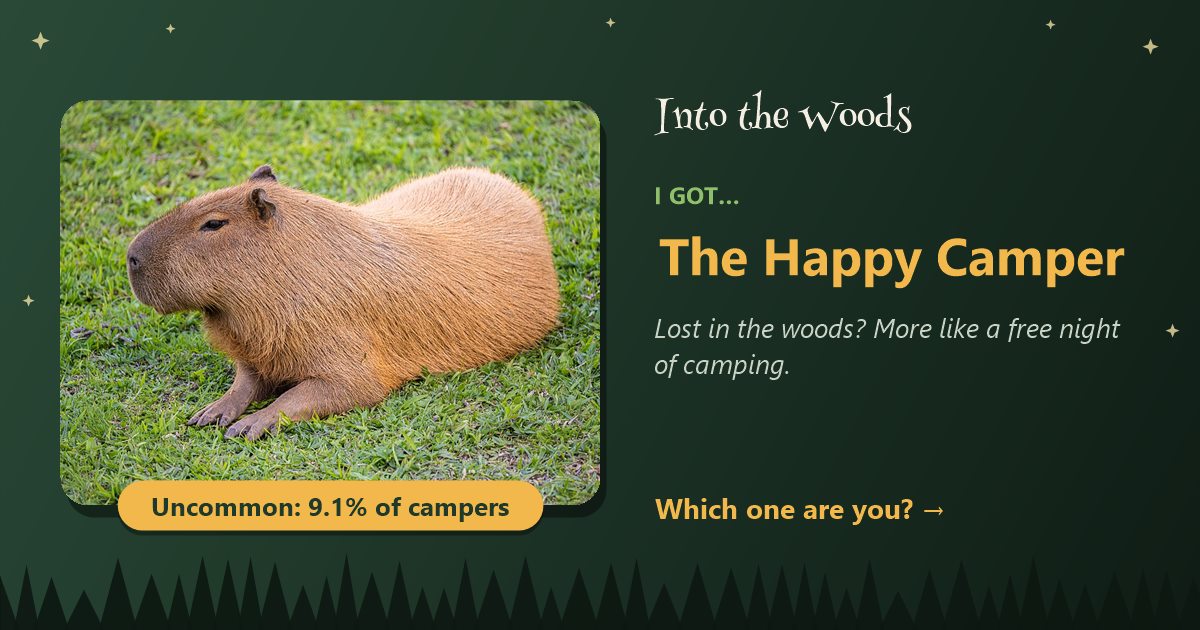 Into the Woods
I GOT...
The Happy Camper
Lost in the woods? More like a free night
of camping.
Uncommon: 9.1% of campers
Which one are you? →